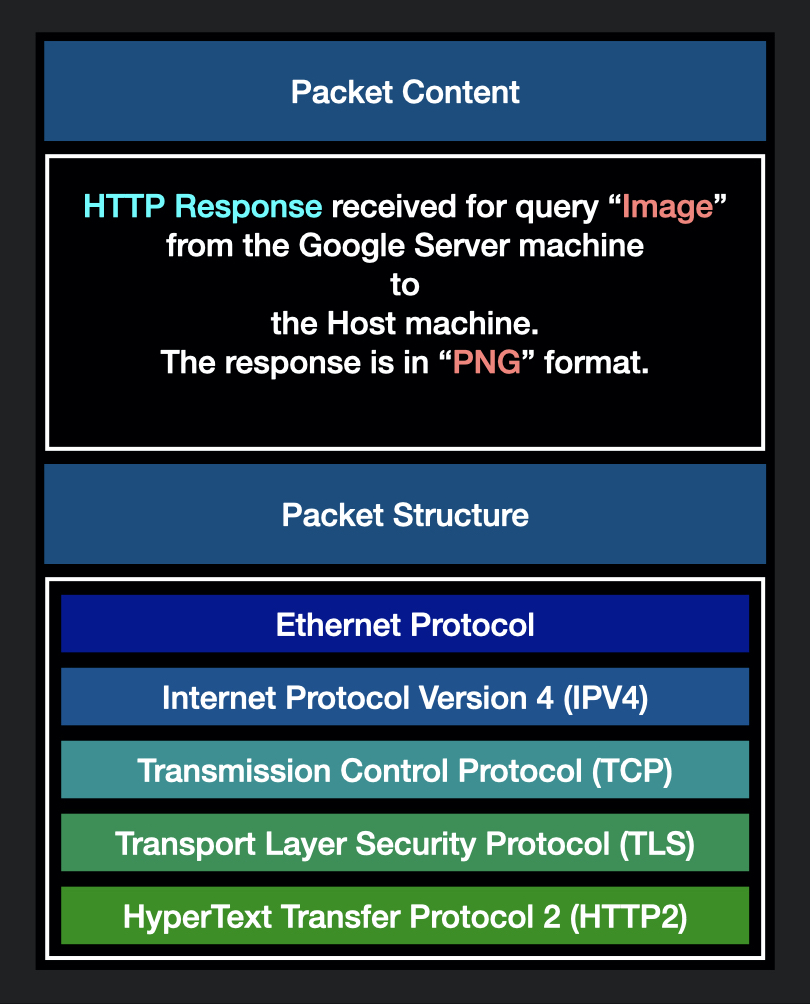 Packet Content
HTTP Response received for query “Image”
from the Google Server machine
to
the Host machine.
The response is in “PNG” format.
Packet Structure
Ethernet Protocol
Internet Protocol Version 4 (IPV4)
Transmission Control Protocol (TCP)
Transport Layer Security Protocol (TLS)
HyperText Transfer Protocol 2 (HTTP2)